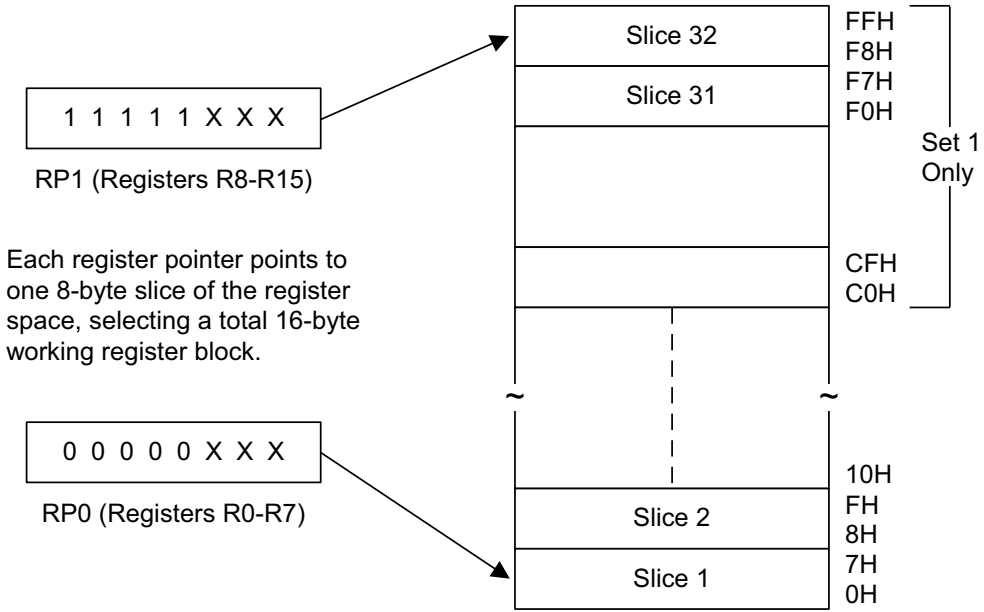 Slice 32
FFH
F8H
Slice 31
F7H
F0H
1 1 1 1 1 X X X
RP1 (Registers R8-R15)
Set 1
Only
Each register pointer points to
one 8-byte slice of the register
space, selecting a total 16-byte
working register block.
CFH
C0H
~ ~
0 0 0 0 0 X X X
RP0 (Registers R0-R7)
10H
Slice 2
FH
8H
Slice 1
7H
0H